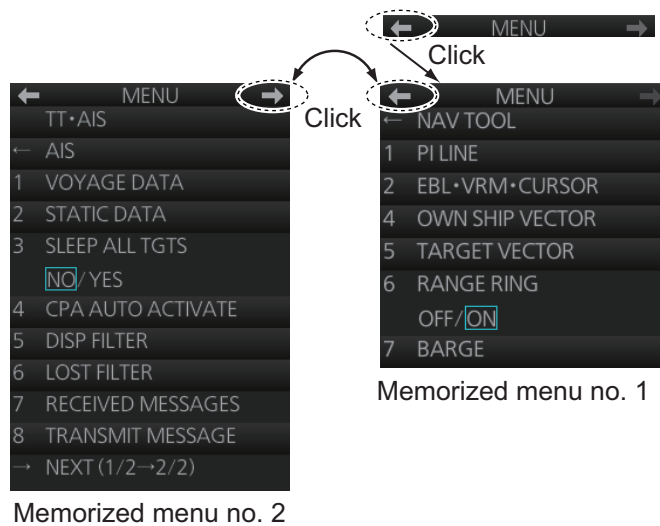 ← MENU →
Click
← MENU →
TT•AIS
← AIS
1 VOYAGE DATA
2 STATIC DATA
3 SLEEP ALL TGTS
NO/YES
4 CPA AUTO ACTIVATE
5 DISP FILTER
6 LOST FILTER
7 RECEIVED MESSAGES
8 TRANSMIT MESSAGE
→ NEXT (1/2→2/2)
Memorized menu no. 2
Click
← MENU →
← NAV TOOL
1 PI LINE
2 EBL•VRM•CURSOR
4 OWN SHIP VECTOR
5 TARGET VECTOR
6 RANGE RING
OFF/ON
7 BARGE
Memorized menu no. 1